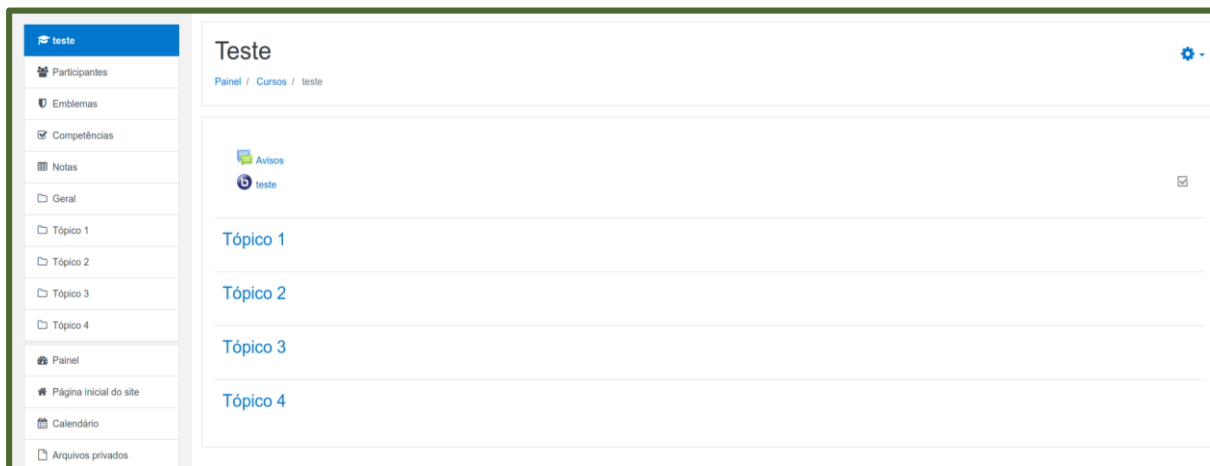 teste
Participantes
Emblemas
Competências
Notas
Geral
Tópico 1
Tópico 2
Tópico 3
Tópico 4
Painel
Página inicial do site
Calendário
Arquivos privados
Teste
Painel / Cursos / teste
Avisos
teste
Tópico 1
Tópico 2
Tópico 3
Tópico 4